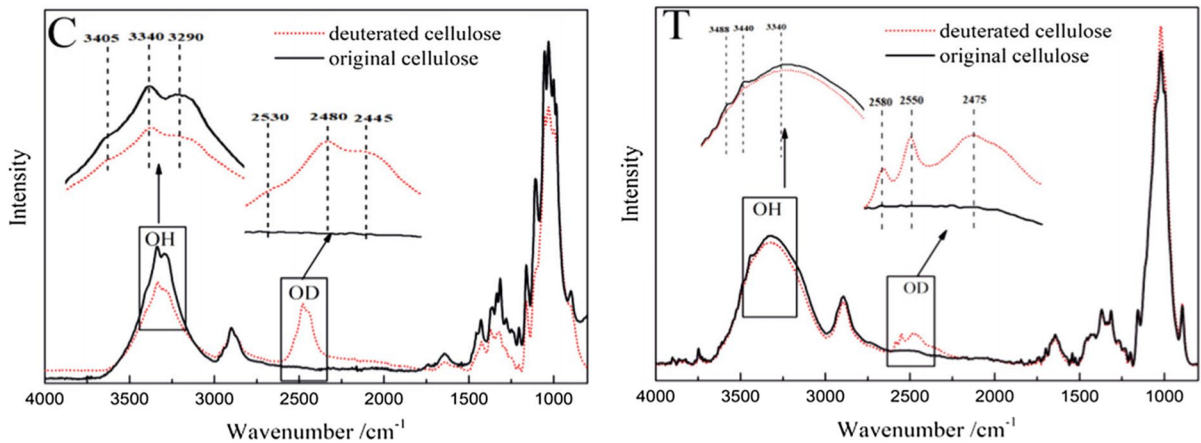 C
3405 3340 3290
deuterated cellulose
original cellulose
2530 2480 2445
OH
OD
Intensity
4000 3500 3000 2500 2000 1500 1000
Wavenumber /cm⁻¹
T
3488 3440 3340
deuterated cellulose
original cellulose
2580 2550 2475
OH
OD
Intensity
4000 3500 3000 2500 2000 1500 1000
Wavenumber /cm⁻¹